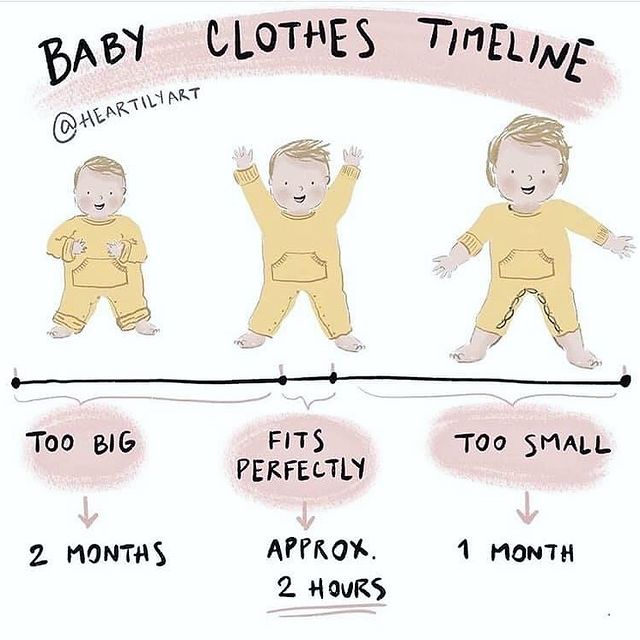 BABY CLOTHES TIMELINE
@HEARTILYART
TOO BIG
FITS
PERFECTLY
TOO SMALL
2 MONTHS
APPROX.
2 HOURS
1 MONTH